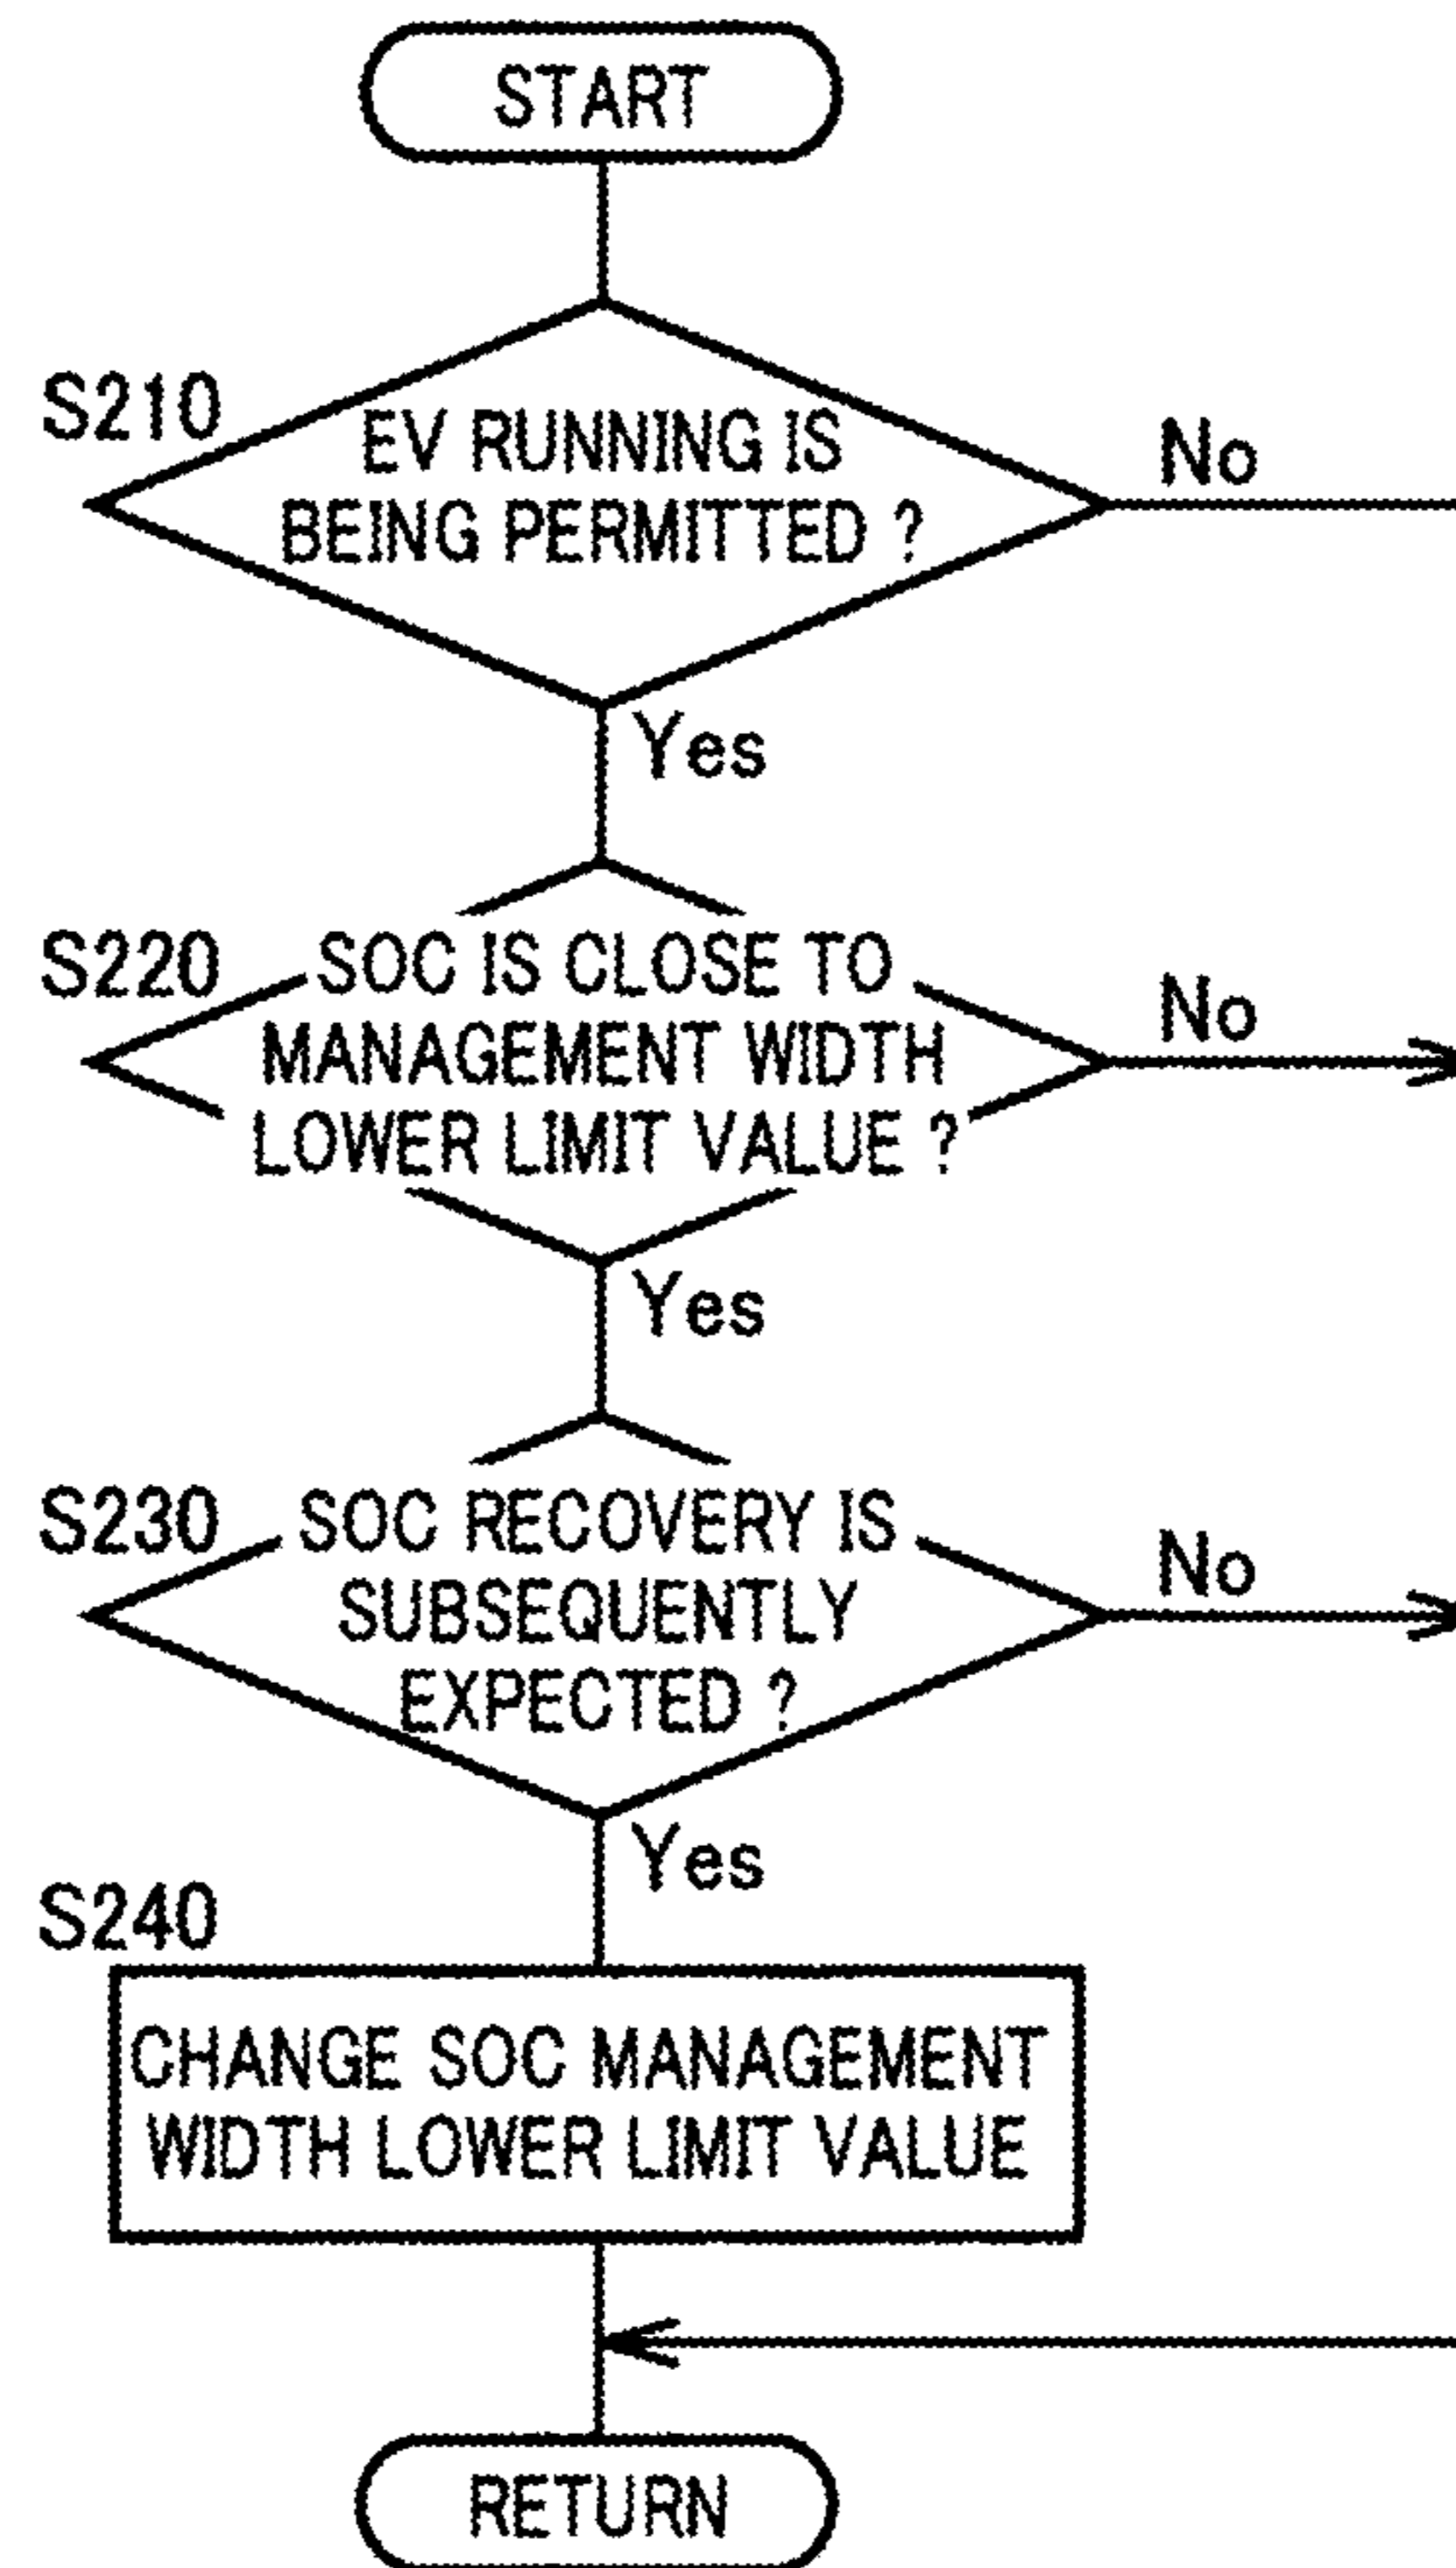 START
S210
EV RUNNING IS
BEING PERMITTED ?
No
Yes
S220
SOC IS CLOSE TO
MANAGEMENT WIDTH
LOWER LIMIT VALUE ?
No
Yes
S230
SOC RECOVERY IS
SUBSEQUENTLY
EXPECTED ?
No
Yes
S240
CHANGE SOC MANAGEMENT
WIDTH LOWER LIMIT VALUE
RETURN